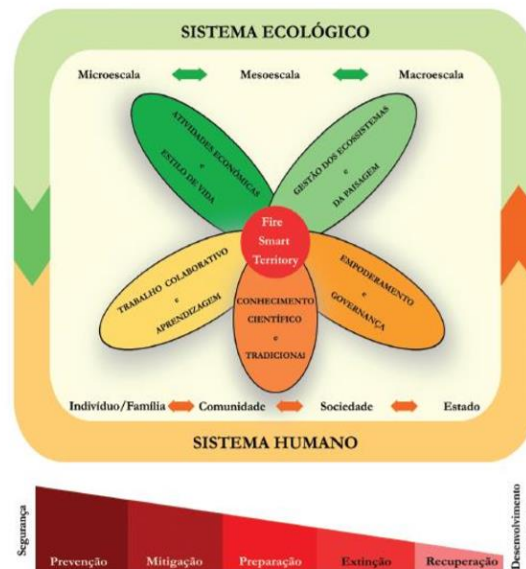 SISTEMA ECOLÓGICO
Microescala
Mesoescala
Macroescala
ATIVIDADES ECONÔMICAS
e
ESTILO DE VIDA
GESTÃO DOS ECOSSISTEMAS
e
DA PAISAGEM
Fire
Smart
Territory
TRABALHO COLABORATIVO
e
APRENDIZAGEM
CONHECIMENTO
CIENTÍFICO
e
TRADICIONAL
EMPODERAMENTO
e
GOVERNANÇA
Indivíduo/Família
Comunidade
Sociedade
Estado
SISTEMA HUMANO
Segurança
Prevenção
Mitigação
Preparação
Extinção
Recuperação
Desenvolvimento